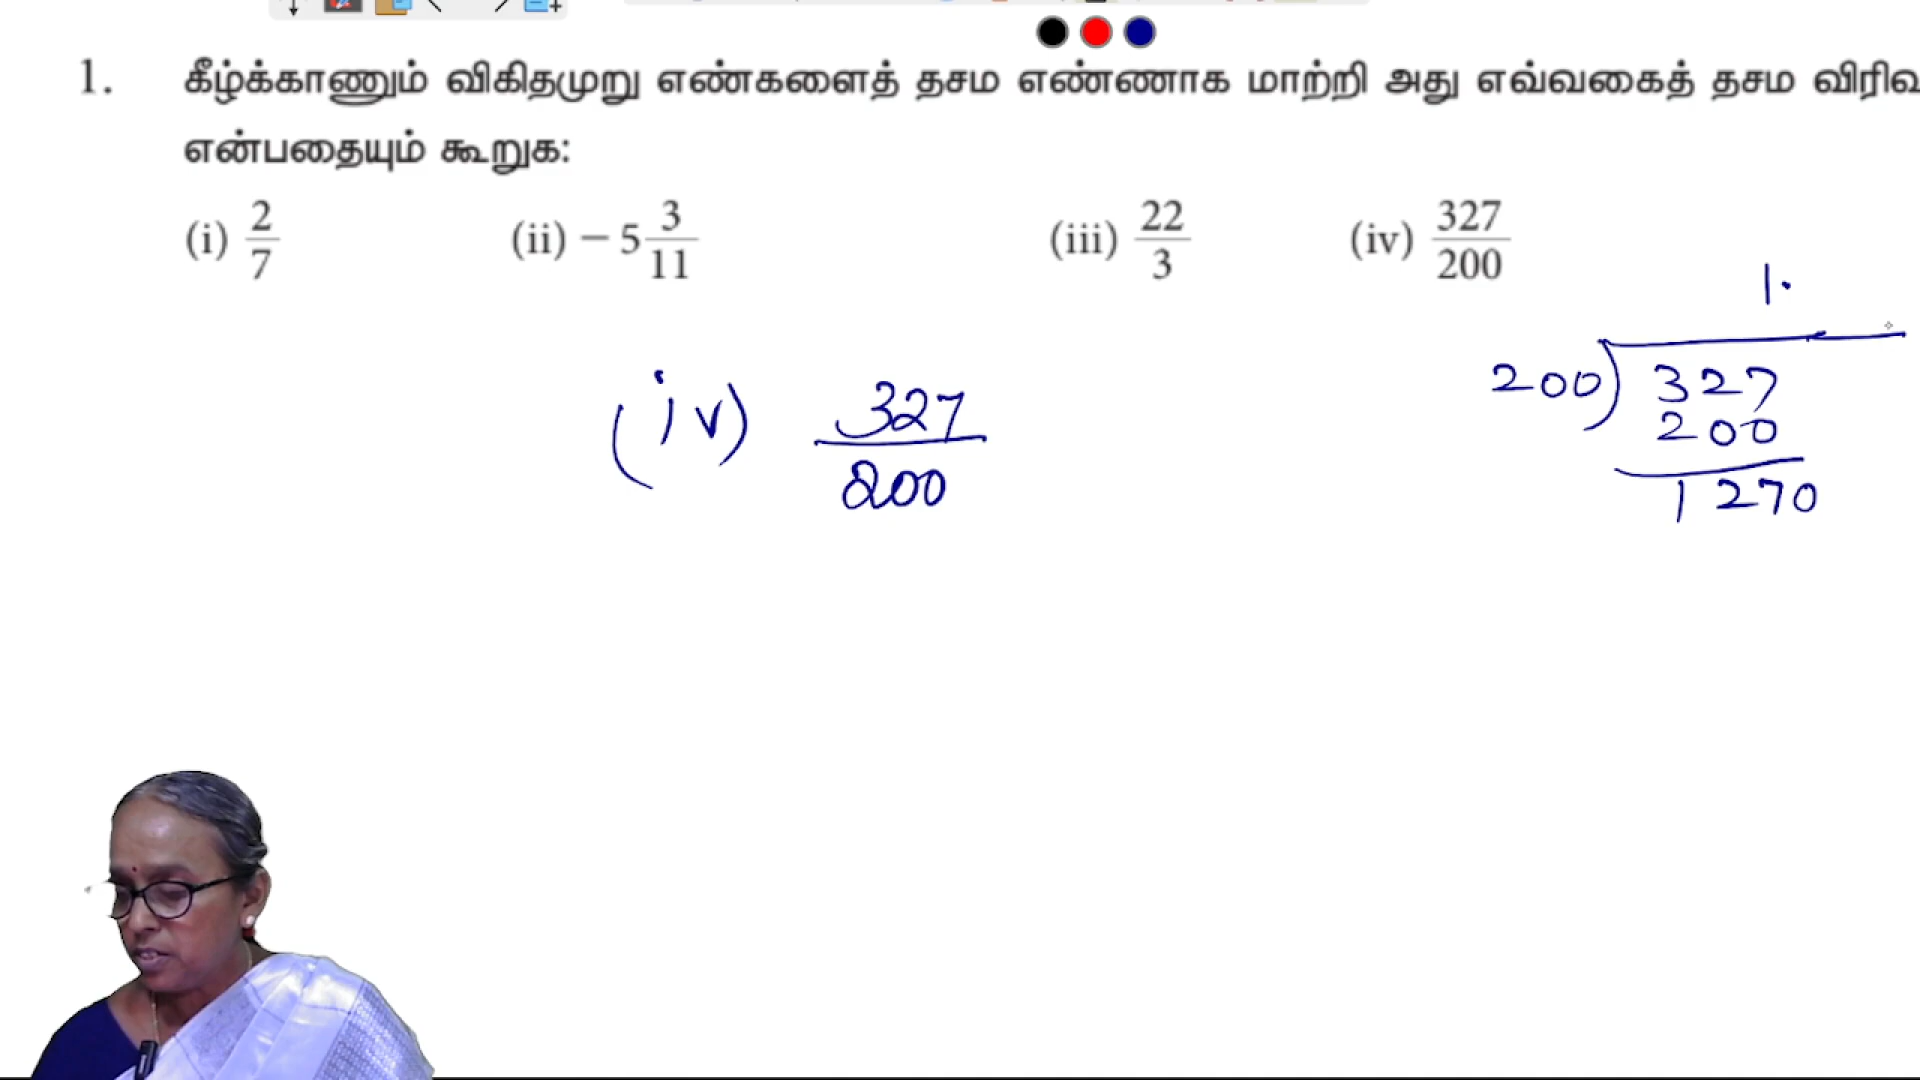 1. கீழ்க்காணும் விகிதமுறு எண்களைத் தசம எண்ணாக மாற்றி அது எவ்வகைத் தசம
என்பதையும் கூறுக:
(i) 2/7 (ii) −5 3/11 (iii) 22/3 (iv) 327/200
1.
200) 327
200
1270
(iv) 327/200